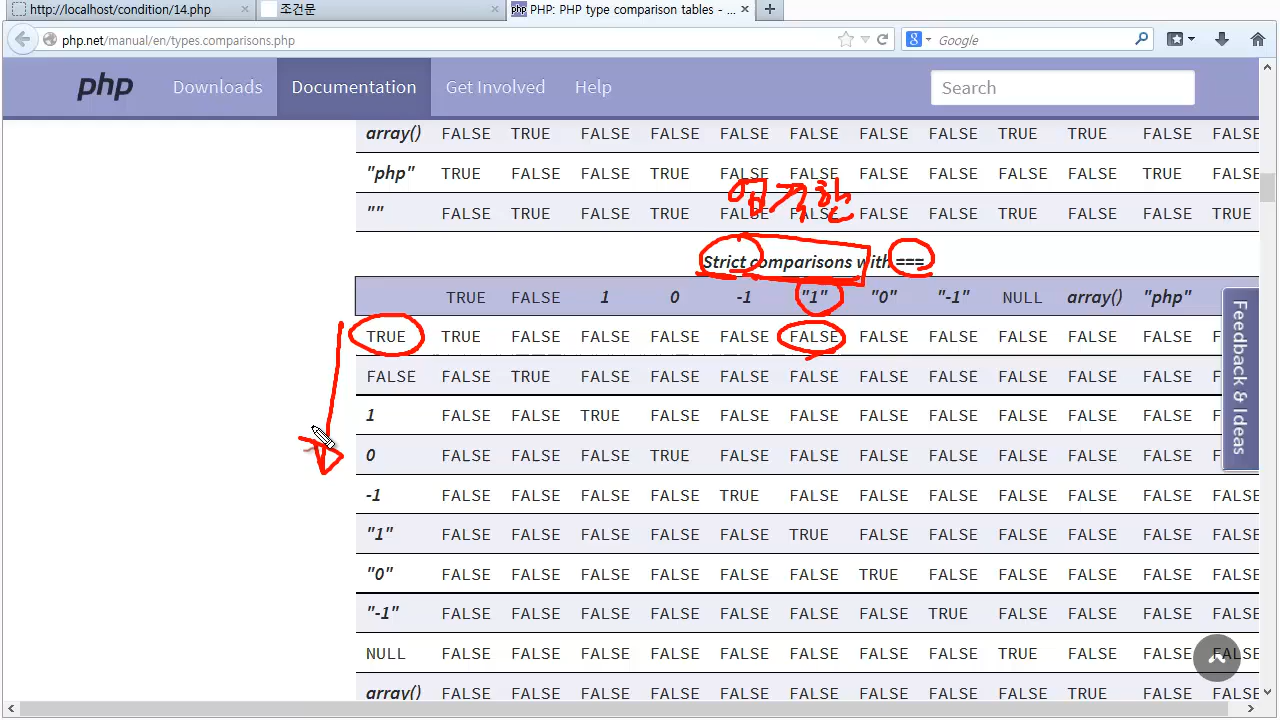 http://localhost/condition/14.php × 조건문 × php PHP: PHP type comparison tables - ... × +
php.net/manual/en/types.comparisons.php 8 Google
php Downloads Documentation Get Involved Help Search
array() FALSE TRUE FALSE FALSE FALSE FALSE FALSE FALSE TRUE TRUE FALSE FALSE
"php" TRUE FALSE FALSE TRUE FALSE FALSE FALSE FALSE FALSE FALSE TRUE FALSE
엄격한
"" FALSE TRUE FALSE TRUE FALSE FALSE FALSE FALSE TRUE FALSE FALSE TRUE
Strict comparisons with ===
TRUE FALSE 1 0 -1 "1" "0" "-1" NULL array() "php"
TRUE TRUE FALSE FALSE FALSE FALSE FALSE FALSE FALSE FALSE FALSE FALSE
FALSE FALSE TRUE FALSE FALSE FALSE FALSE FALSE FALSE FALSE FALSE FALSE
1 FALSE FALSE TRUE FALSE FALSE FALSE FALSE FALSE FALSE FALSE FALSE
0 FALSE FALSE FALSE TRUE FALSE FALSE FALSE FALSE FALSE FALSE FALSE
-1 FALSE FALSE FALSE FALSE TRUE FALSE FALSE FALSE FALSE FALSE FALSE FALSE
"1" FALSE FALSE FALSE FALSE FALSE TRUE FALSE FALSE FALSE FALSE FALSE FALSE
"0" FALSE FALSE FALSE FALSE FALSE FALSE TRUE FALSE FALSE FALSE FALSE FALSE
"-1" FALSE FALSE FALSE FALSE FALSE FALSE FALSE TRUE FALSE FALSE FALSE FALSE
NULL FALSE FALSE FALSE FALSE FALSE FALSE FALSE FALSE TRUE FALSE FALSE FALSE
array() FALSE FALSE FALSE FALSE FALSE FALSE FALSE FALSE FALSE TRUE FALSE FALSE
Feedback & Ideas